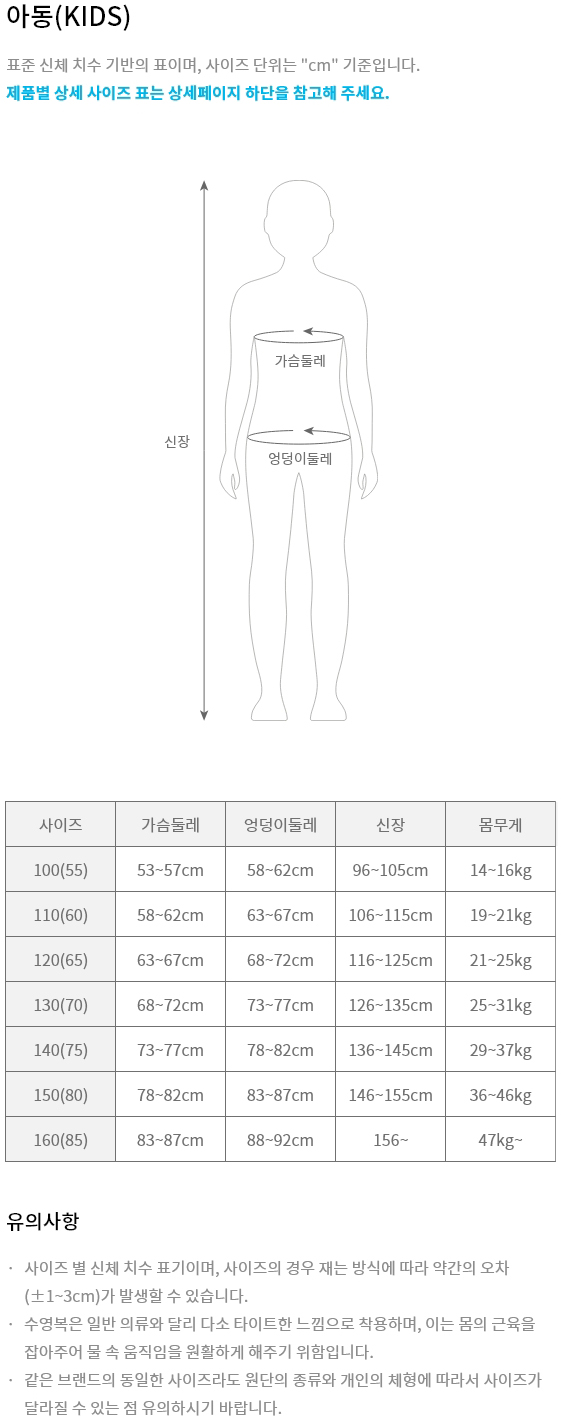 아동(KIDS)
표준 신체 치수 기반의 표이며, 사이즈 단위는 "cm" 기준입니다.
제품별 상세 사이즈 표는 상세페이지 하단을 참고해 주세요.
가슴둘레
신장
엉덩이둘레
사이즈 가슴둘레 엉덩이둘레 신장 몸무게
100(55) 53~57cm 58~62cm 96~105cm 14~16kg
110(60) 58~62cm 63~67cm 106~115cm 19~21kg
120(65) 63~67cm 68~72cm 116~125cm 21~25kg
130(70) 68~72cm 73~77cm 126~135cm 25~31kg
140(75) 73~77cm 78~82cm 136~145cm 29~37kg
150(80) 78~82cm 83~87cm 146~155cm 36~46kg
160(85) 83~87cm 88~92cm 156~ 47kg~
유의사항
· 사이즈 별 신체 치수 표기이며, 사이즈의 경우 재는 방식에 따라 약간의 오차
(±1~3cm)가 발생할 수 있습니다.
· 수영복은 일반 의류와 달리 다소 타이트한 느낌으로 착용하며, 이는 몸의 근육을
잡아주어 물 속 움직임을 원활하게 해주기 위함입니다.
· 같은 브랜드의 동일한 사이즈라도 원단의 종류와 개인의 체형에 따라서 사이즈가
달라질 수 있는 점 유의하시기 바랍니다.